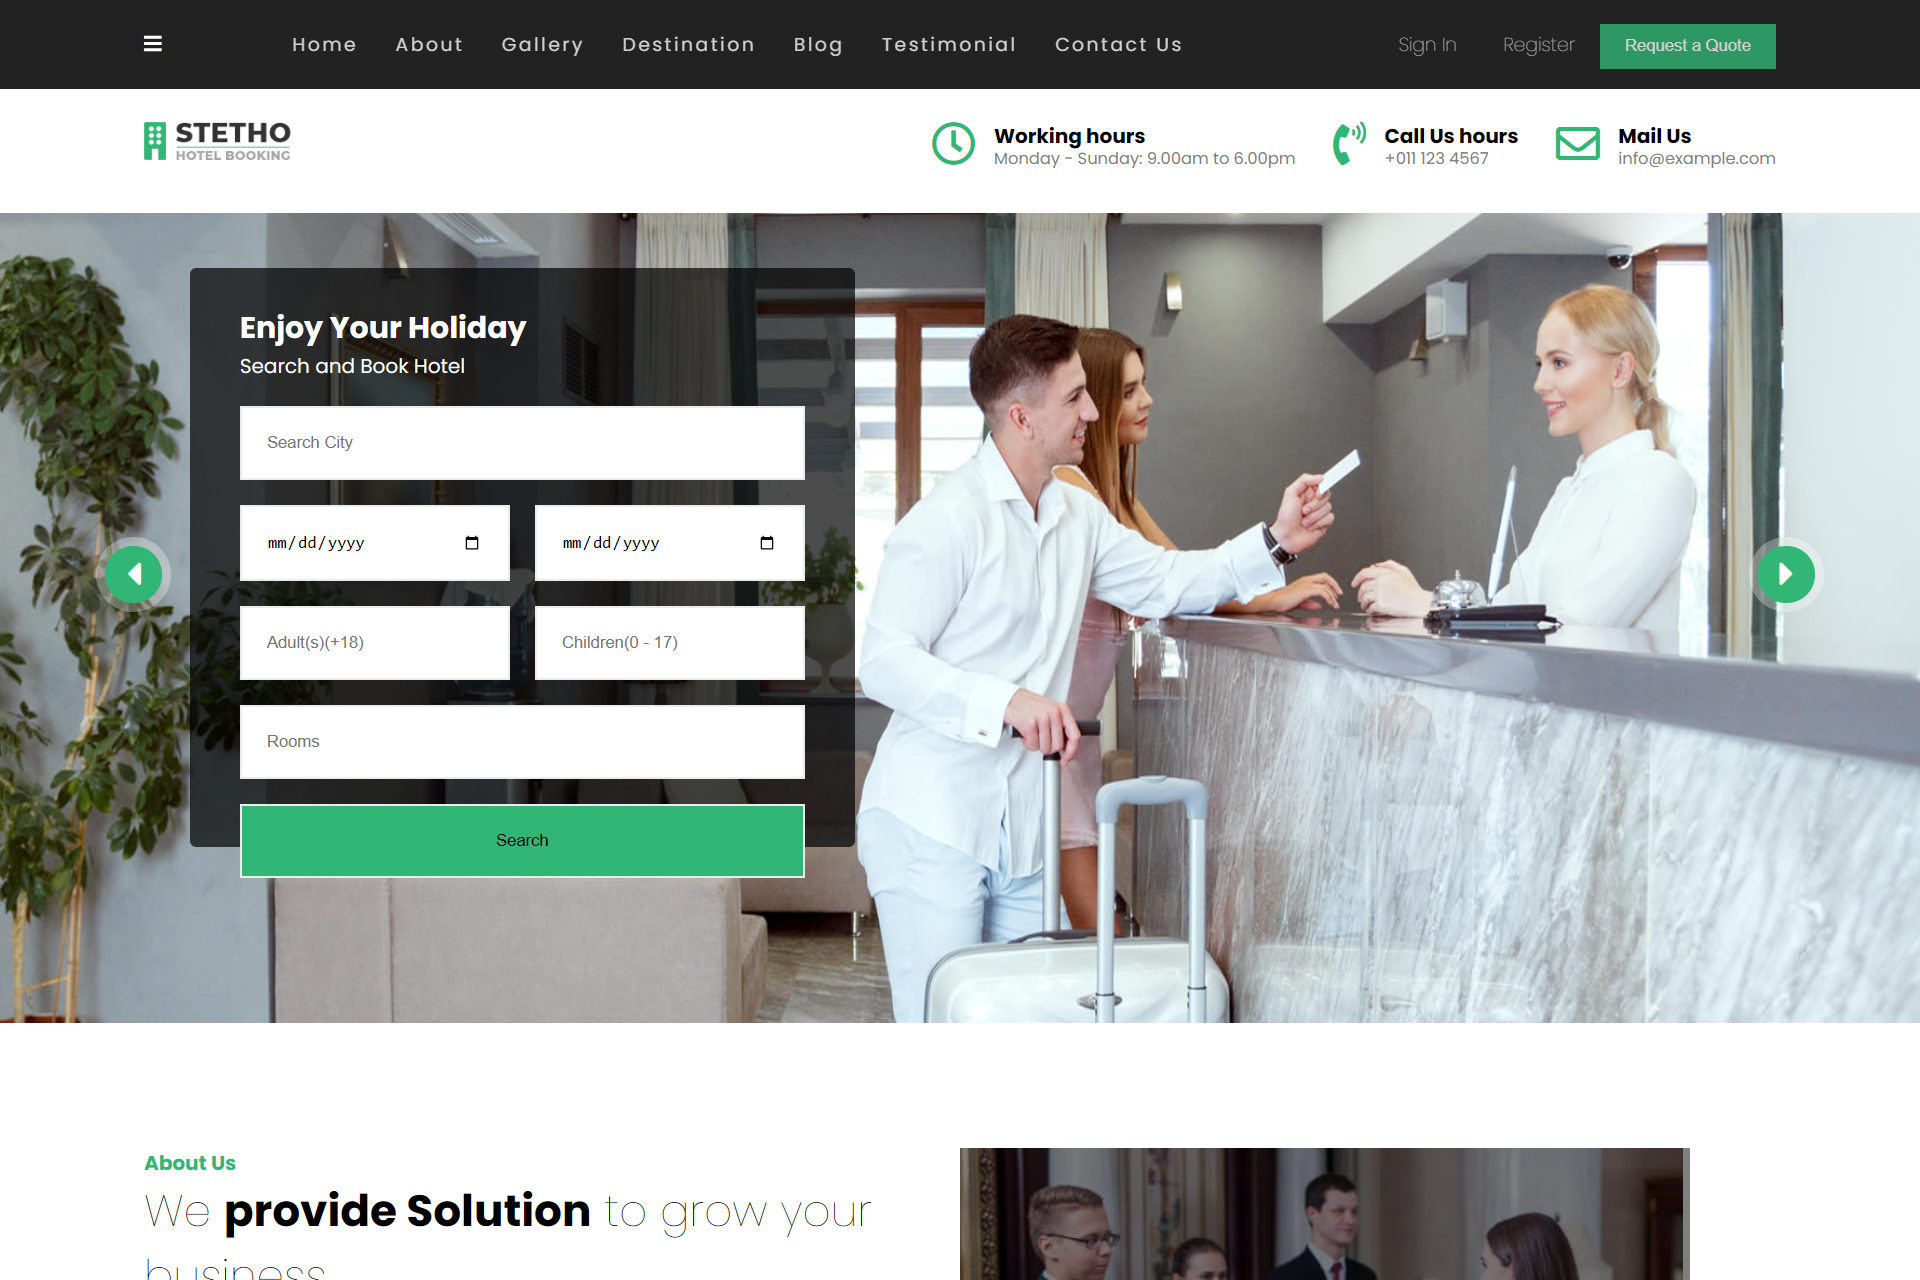 Home About Gallery Destination Blog Testimonial Contact Us Sign In Register Request a Quote
STETHO
HOTEL BOOKING
Working hours
Monday - Sunday: 9.00am to 6.00pm
Call Us hours
+011 123 4567
Mail Us
info@example.com
Enjoy Your Holiday
Search and Book Hotel
Search City
mm/dd/yyyy mm/dd/yyyy
Adult(s)(+18) Children(0 - 17)
Rooms
Search
About Us
We provide Solution to grow your
business